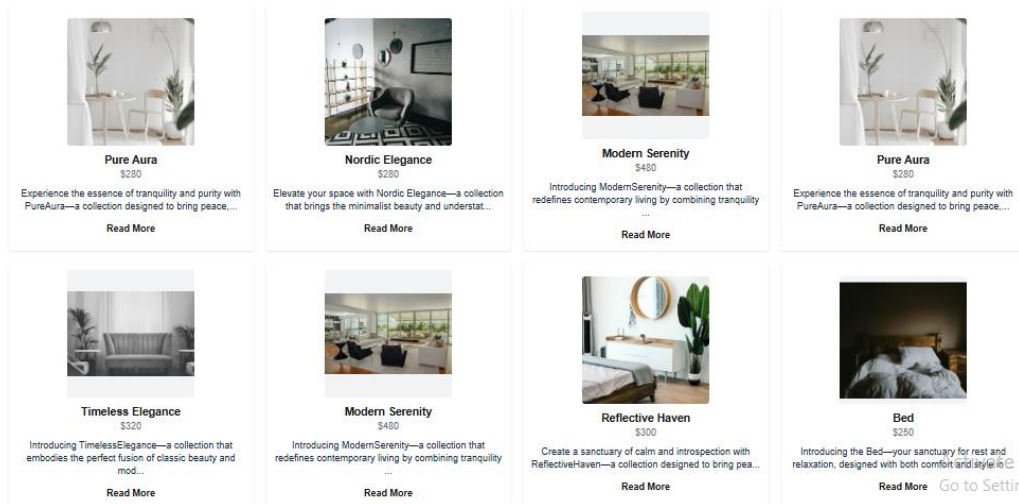 Pure Aura
$280
Experience the essence of tranquility and purity with
PureAura—a collection designed to bring peace,...
Read More
Nordic Elegance
$280
Elevate your space with Nordic Elegance—a collection
that brings the minimalist beauty and understat...
Read More
Modern Serenity
$480
Introducing ModernSerenity—a collection that
redefines contemporary living by combining tranquility
...
Read More
Pure Aura
$280
Experience the essence of tranquility and purity with
PureAura—a collection designed to bring peace,...
Read More
Timeless Elegance
$320
Introducing TimelessElegance—a collection that
embodies the perfect fusion of classic beauty and
mod...
Read More
Modern Serenity
$480
Introducing ModernSerenity—a collection that
redefines contemporary living by combining tranquility
...
Read More
Reflective Haven
$300
Create a sanctuary of calm and introspection with
ReflectiveHaven—a collection designed to bring pea...
Read More
Bed
$250
Introducing the Bed—your sanctuary for rest and
relaxation, designed with both comfort and style in...
Read More
Activate
Go to Settin